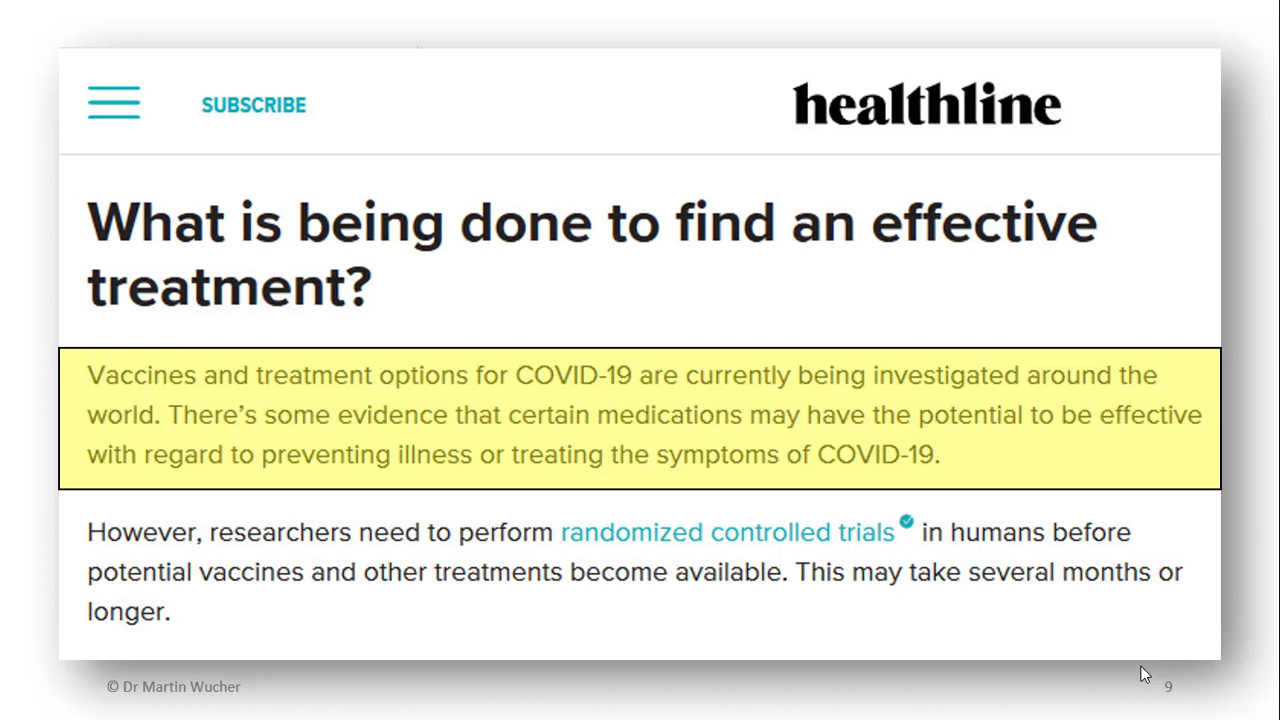 SUBSCRIBE
healthline
What is being done to find an effective
treatment?
Vaccines and treatment options for COVID-19 are currently being investigated around the
world. There’s some evidence that certain medications may have the potential to be effective
with regard to preventing illness or treating the symptoms of COVID-19.
However, researchers need to perform randomized controlled trials in humans before
potential vaccines and other treatments become available. This may take several months or
longer.
© Dr Martin Wucher
9